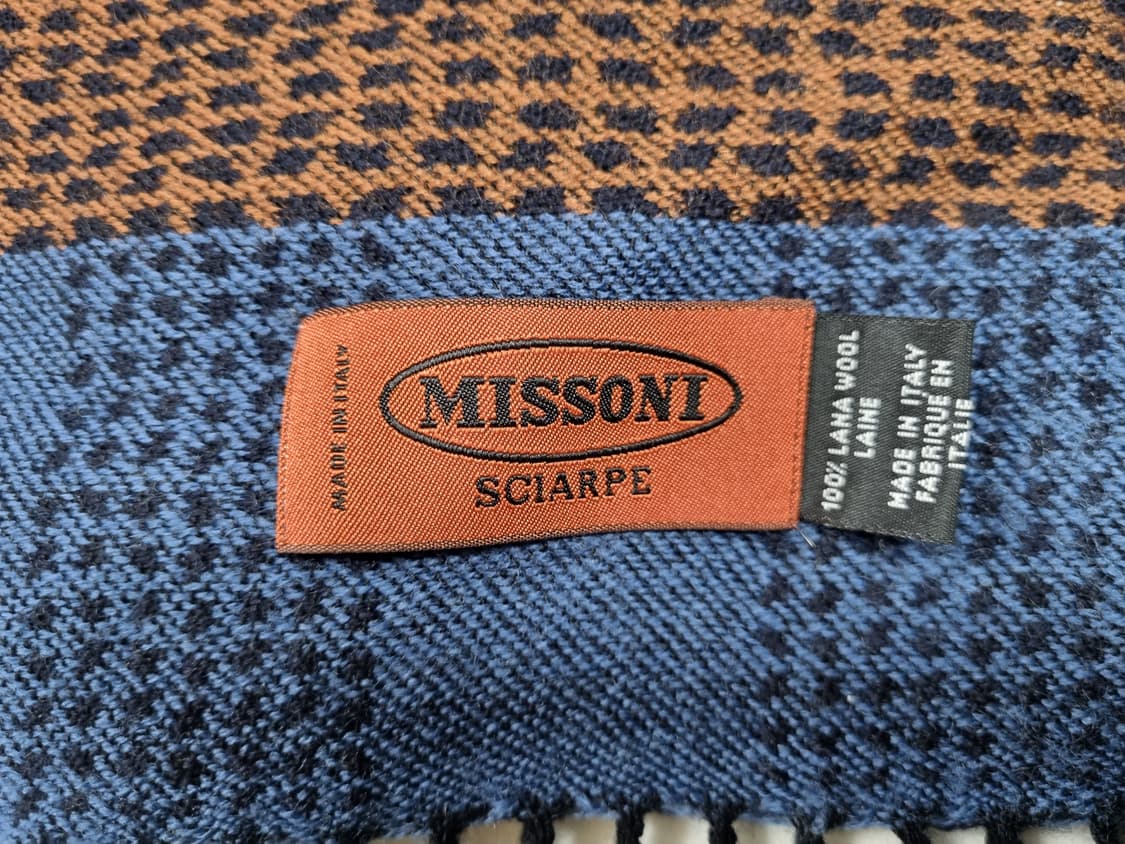 MADE IN ITALY
MISSONI
SCIARPE
100% LANA WOOL
LAINE
MADE IN ITALY
FABRIQUE EN
ITALIE